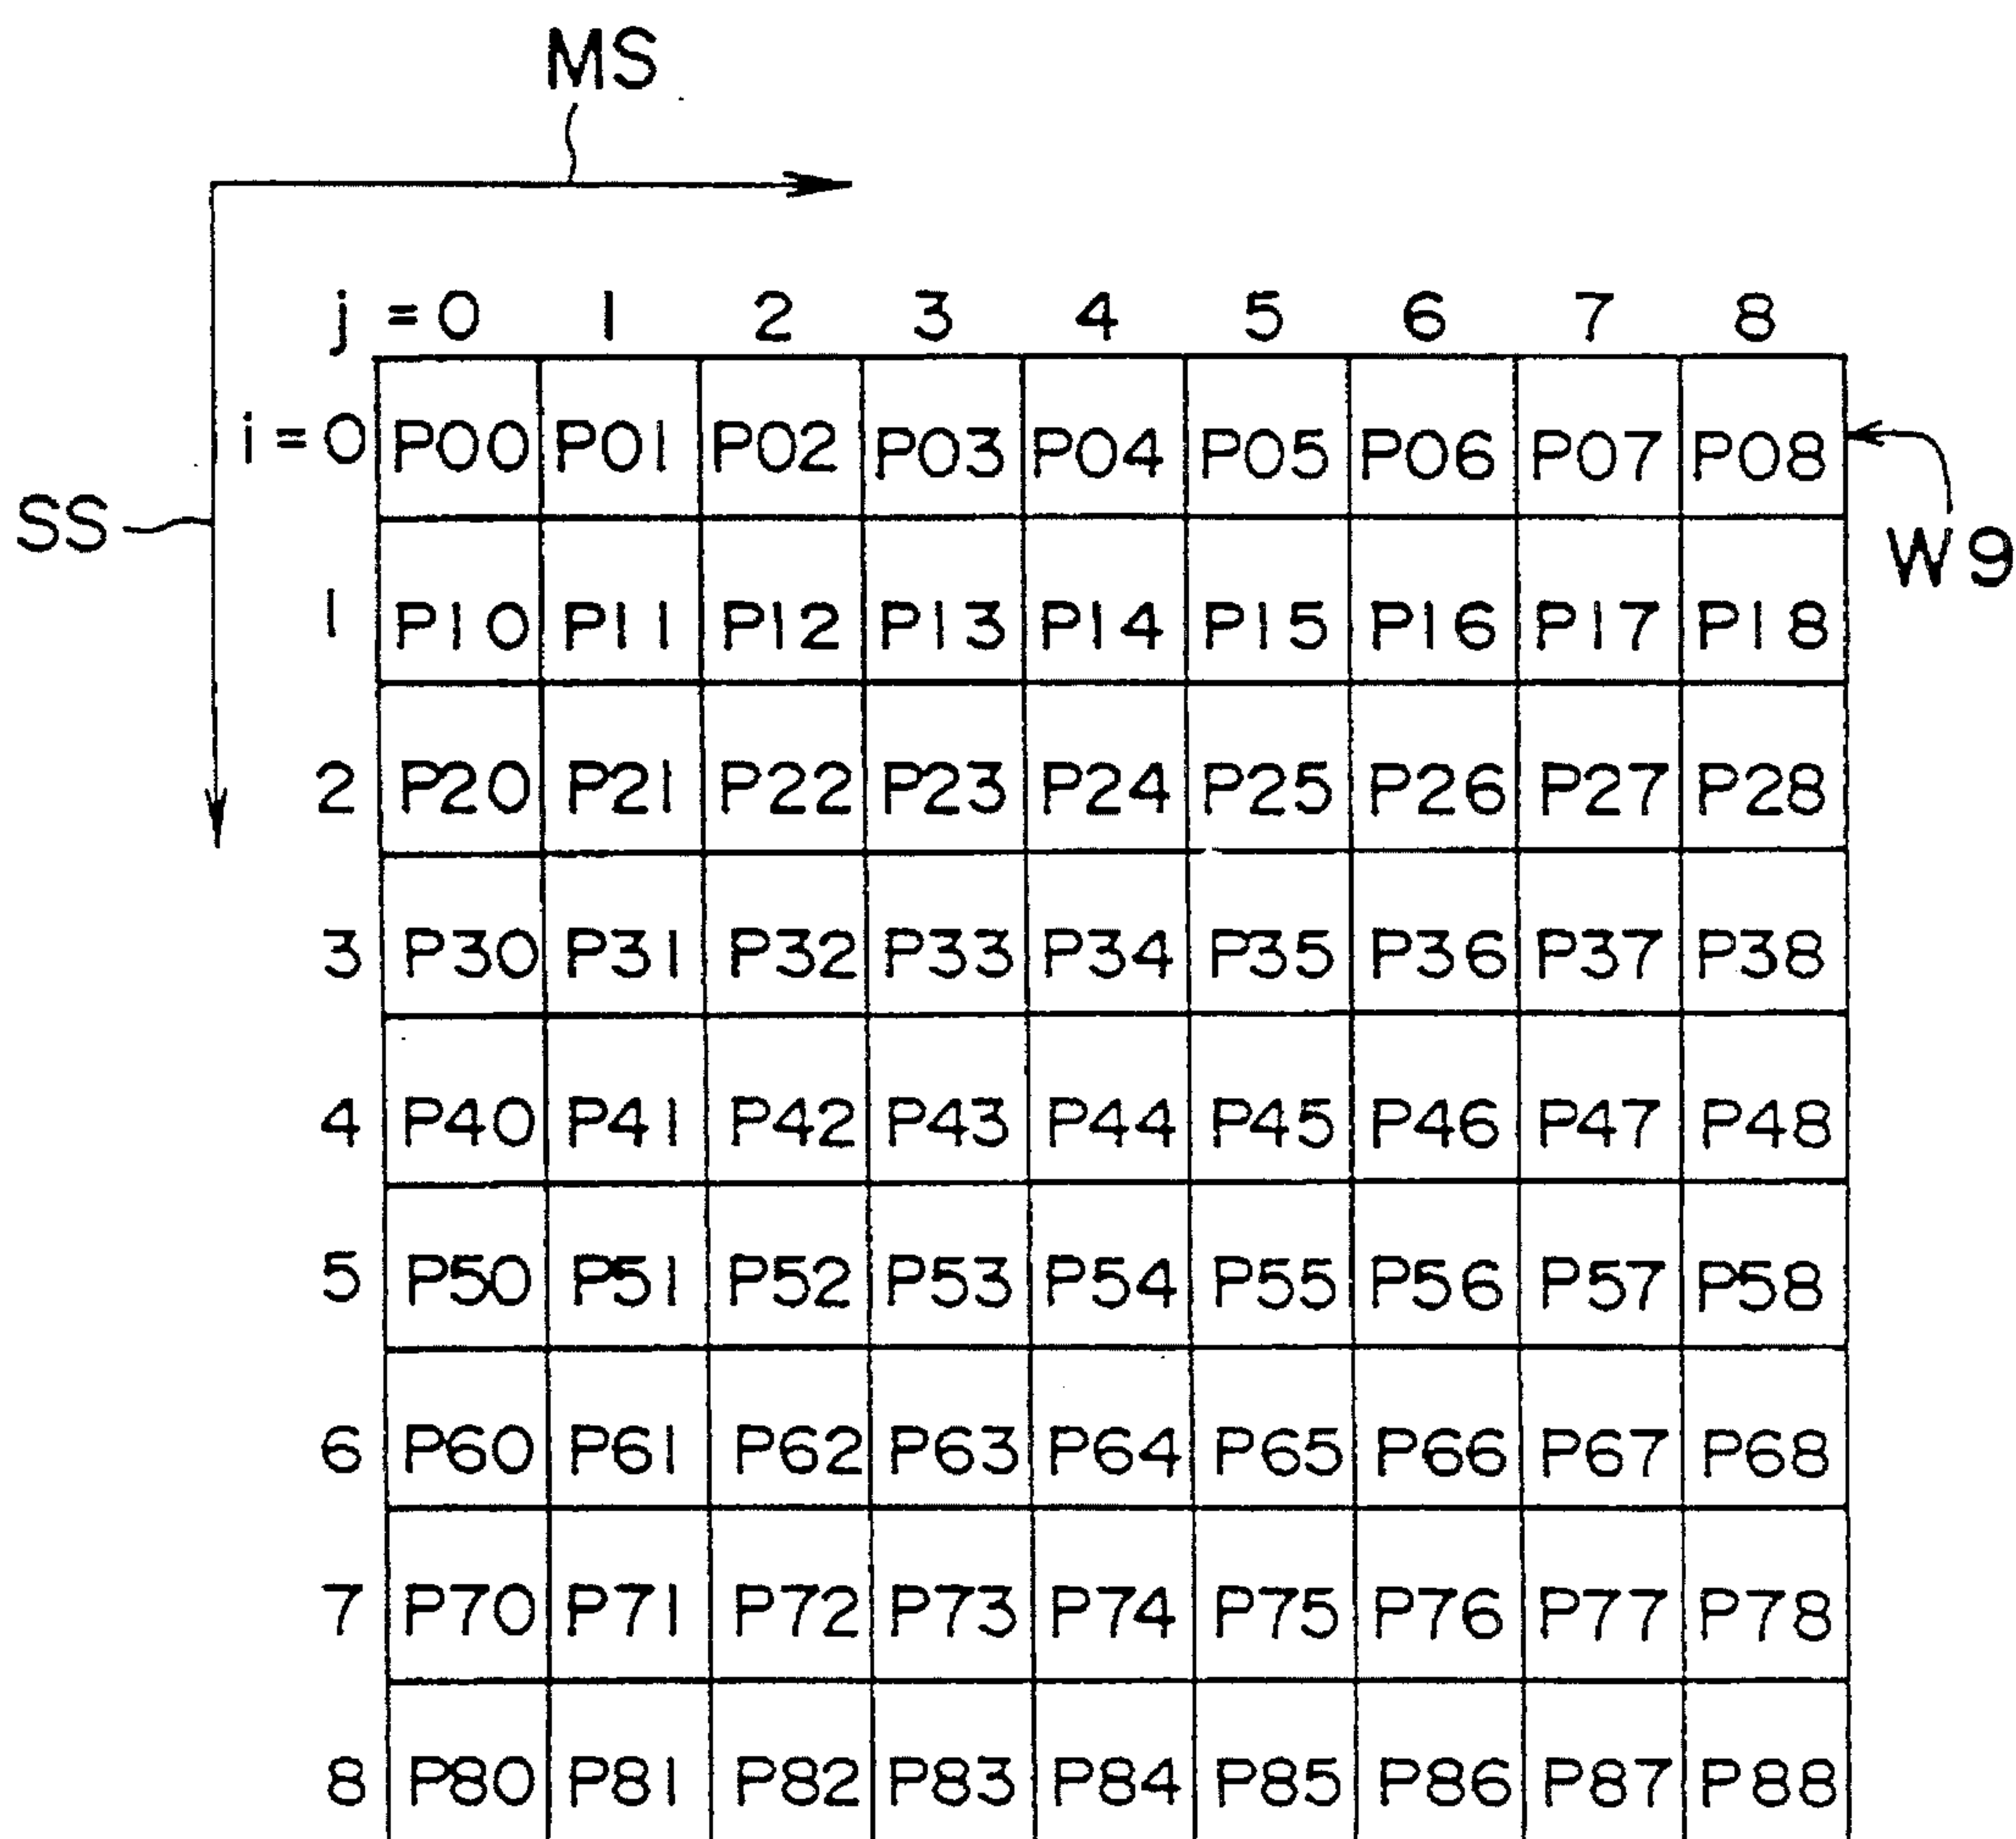 MS
j = 0 1 2 3 4 5 6 7 8
i = 0 P00 P01 P02 P03 P04 P05 P06 P07 P08
SS
W9
1 P10 P11 P12 P13 P14 P15 P16 P17 P18
2 P20 P21 P22 P23 P24 P25 P26 P27 P28
3 P30 P31 P32 P33 P34 P35 P36 P37 P38
4 P40 P41 P42 P43 P44 P45 P46 P47 P48
5 P50 P51 P52 P53 P54 P55 P56 P57 P58
6 P60 P61 P62 P63 P64 P65 P66 P67 P68
7 P70 P71 P72 P73 P74 P75 P76 P77 P78
8 P80 P81 P82 P83 P84 P85 P86 P87 P88